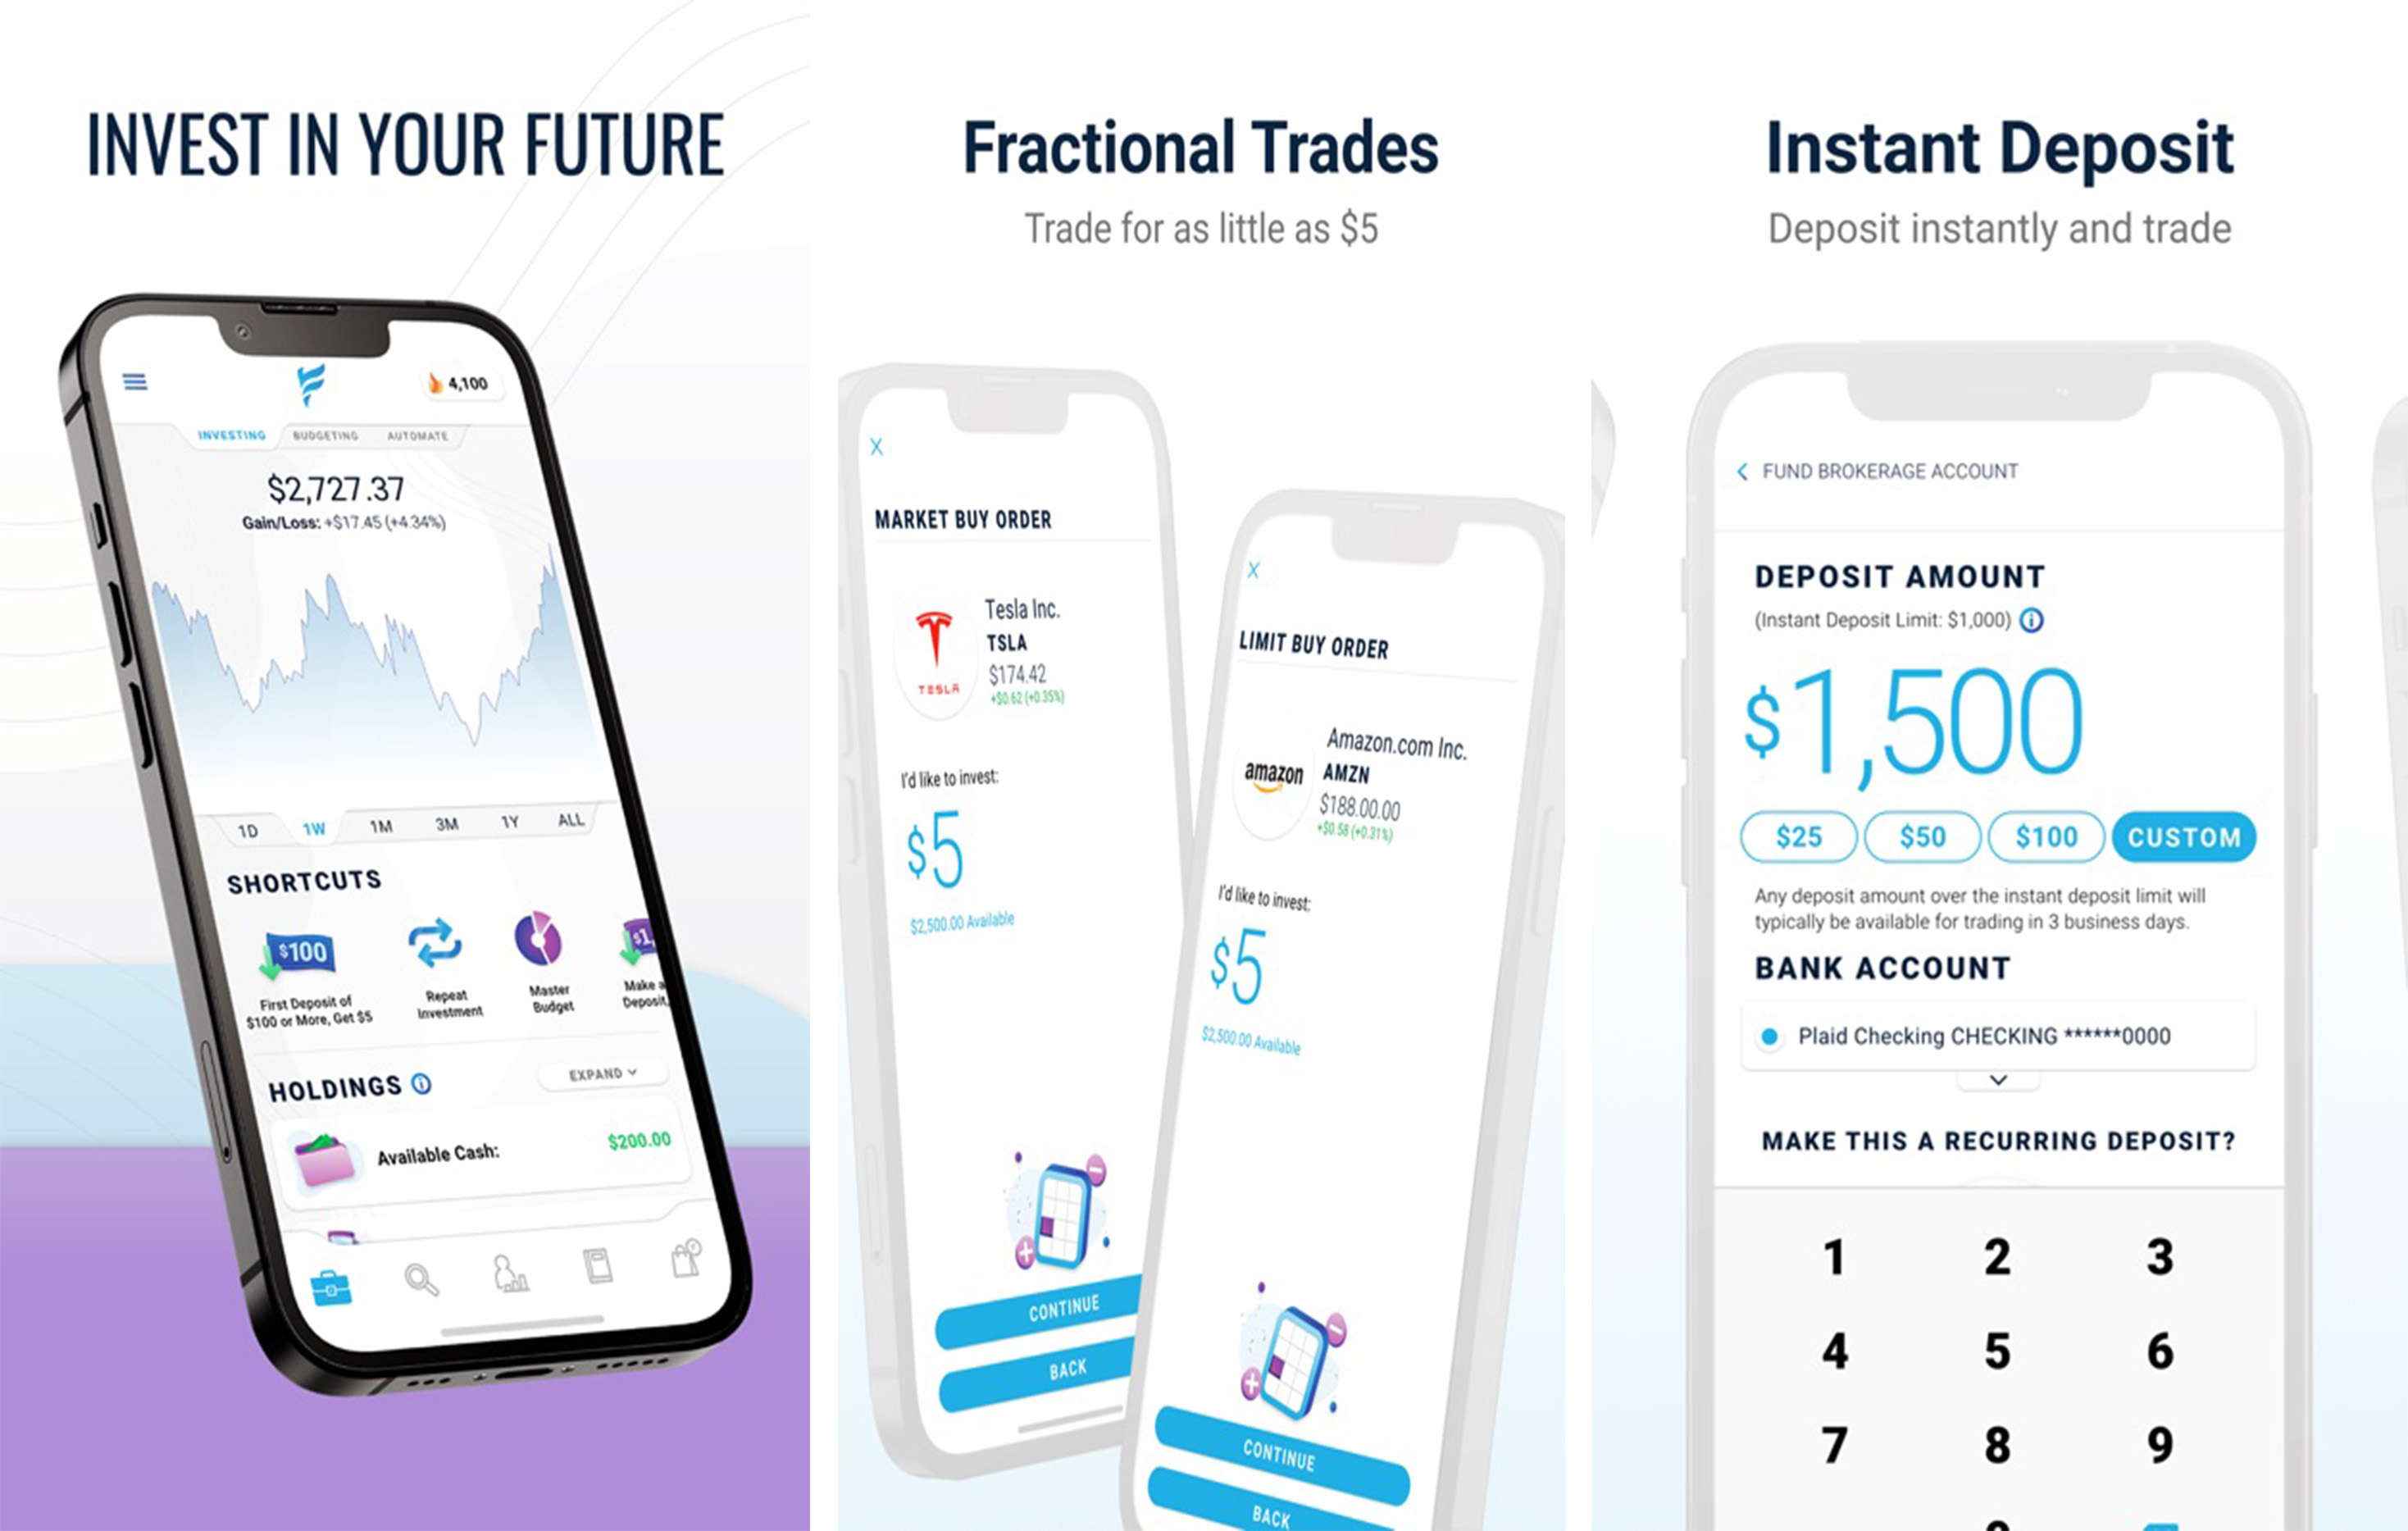 INVEST IN YOUR FUTURE
4,100
INVESTING BUDGETING AUTOMATE
$2,727.37
Gain/Loss: +$17.45 (+4.34%)
1D 1W 1M 3M 1Y ALL
SHORTCUTS
$100
First Deposit of
$100 or More, Get $5
Repeat
Investment
Master
Budget
$1,
Make a
Deposit,
HOLDINGS
EXPAND
Available Cash: $200.00
Fractional Trades
Trade for as little as $5
X
MARKET BUY ORDER
TESLA
Tesla Inc.
TSLA
$174.42
+$0.62 (+0.35%)
I'd like to invest:
$5
$2,500.00 Available
CONTINUE
BACK
X
LIMIT BUY ORDER
amazon
Amazon.com Inc.
AMZN
$188.00.00
+$0.58 (+0.31%)
I'd like to invest:
$5
$2,500.00 Available
CONTINUE
BACK
Instant Deposit
Deposit instantly and trade
FUND BROKERAGE ACCOUNT
DEPOSIT AMOUNT
(Instant Deposit Limit: $1,000)
$1,500
$25 $50 $100 CUSTOM
Any deposit amount over the instant deposit limit will
typically be available for trading in 3 business days.
BANK ACCOUNT
Plaid Checking CHECKING ******0000
MAKE THIS A RECURRING DEPOSIT?
1 2 3
4 5 6
7 8 9